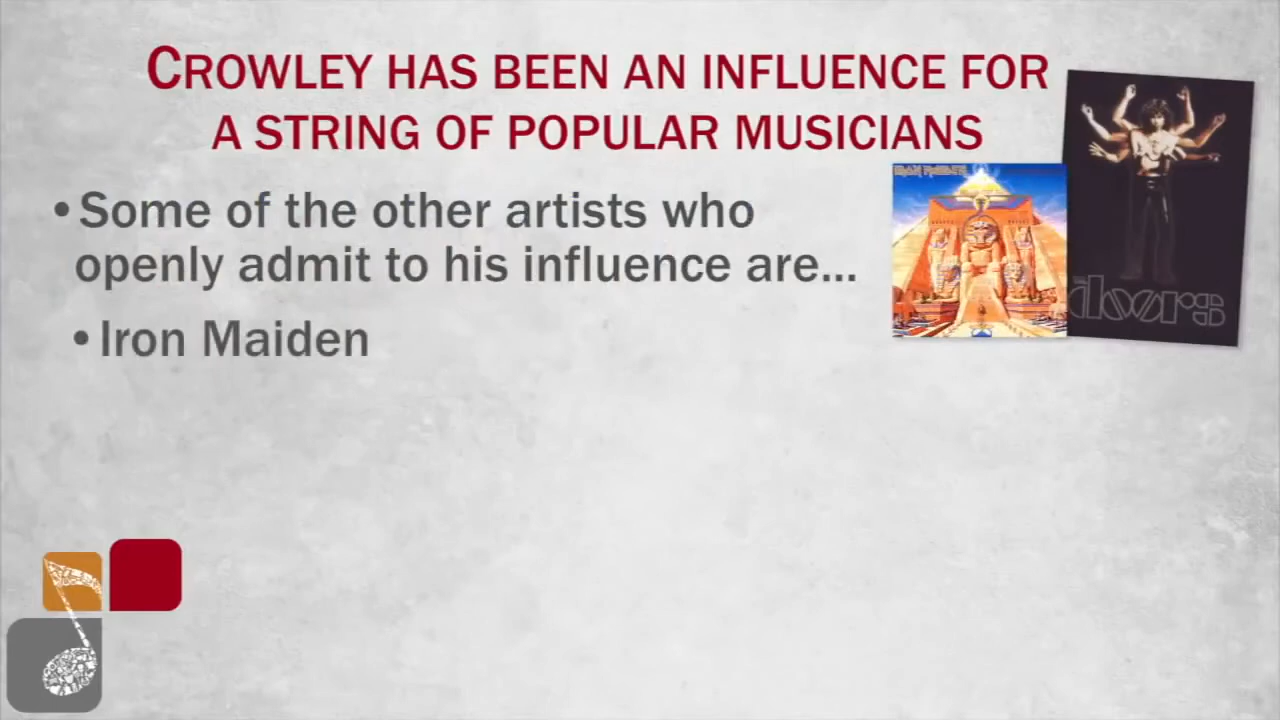 CROWLEY HAS BEEN AN INFLUENCE FOR
A STRING OF POPULAR MUSICIANS
•Some of the other artists who
openly admit to his influence are...
•Iron Maiden
IRON MAIDEN
doors